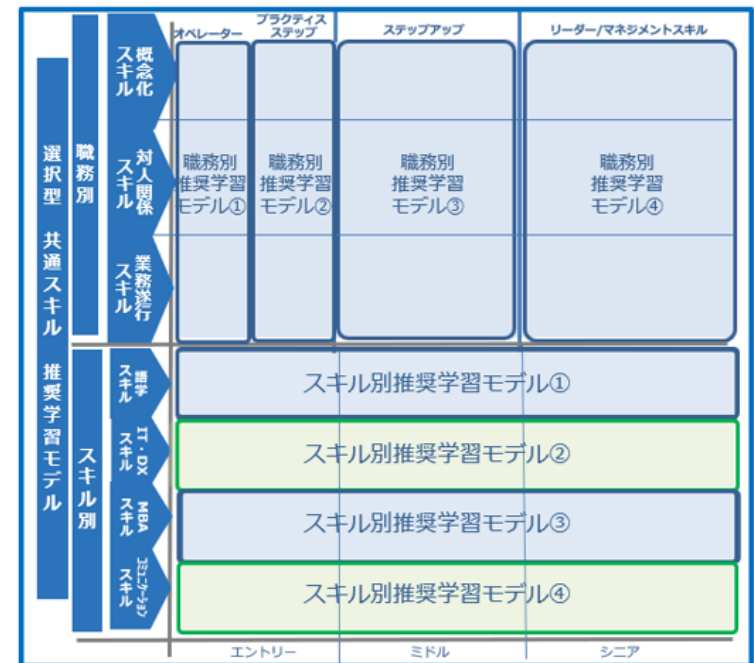 オペレーター
プラクティス
ステップ
ステップアップ
リーダー/マネジメントスキル
選択型 共通スキル 推奨学習モデル
職務別
概念化
スキル
対人関係
スキル
業務遂行
スキル
職務別
推奨学習
モデル①
職務別
推奨学習
モデル②
職務別
推奨学習
モデル③
職務別
推奨学習
モデル④
スキル別
語学
スキル
スキル別推奨学習モデル①
IT・DX
スキル
スキル別推奨学習モデル②
MBA
スキル
スキル別推奨学習モデル③
コミュニケーション
スキル
スキル別推奨学習モデル④
エントリー
ミドル
シニア